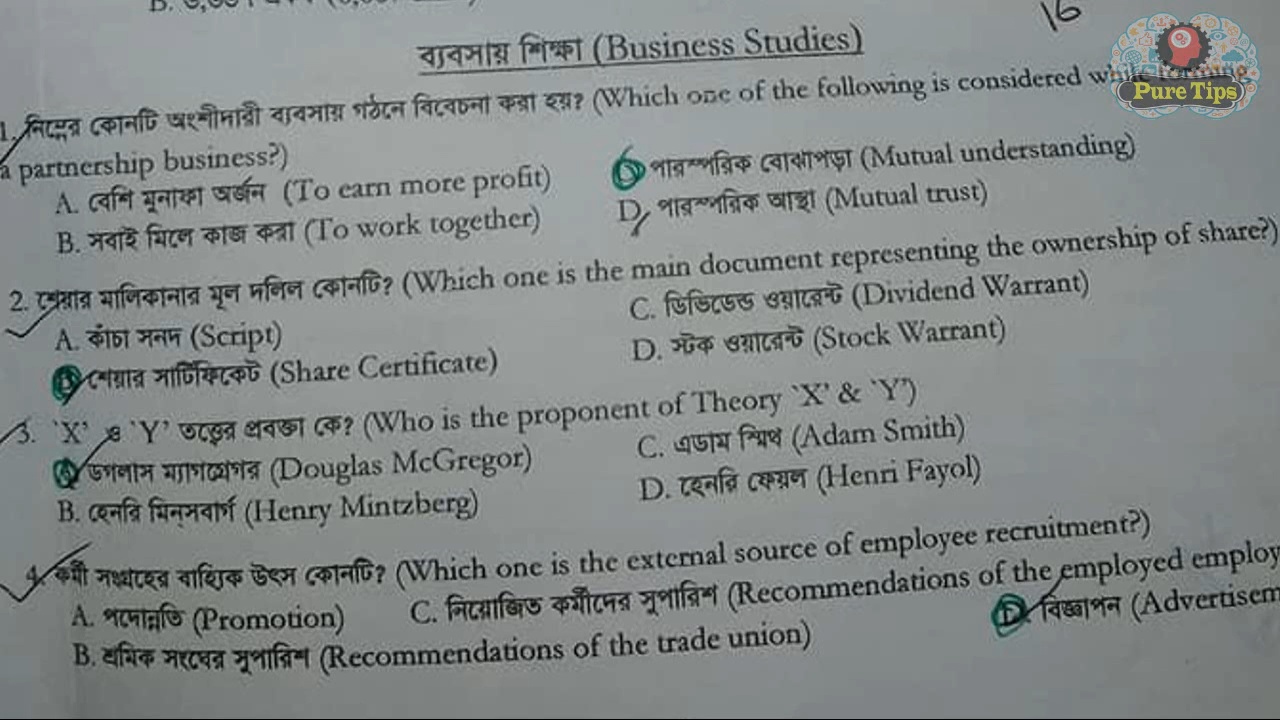 16
Pure Tips
ব্যবসায় শিক্ষা (Business Studies)
1. নিম্নের কোনটি অংশীদারী ব্যবসায় গঠনে বিবেচনা করা হয়? (Which one of the following is considered while
a partnership business?)
A. বেশি মুনাফা অর্জন (To earn more profit)
পারস্পরিক বোঝাপড়া (Mutual understanding)
B. সবাই মিলে কাজ করা (To work together)
D. পারস্পরিক আস্থা (Mutual trust)
2. শেয়ার মালিকানার মূল দলিল কোনটি? (Which one is the main document representing the ownership of share?)
A. কাঁচা সনদ (Script)
C. ডিভিডেন্ড ওয়ারেন্ট (Dividend Warrant)
B. শেয়ার সার্টিফিকেট (Share Certificate)
D. স্টক ওয়ারেন্ট (Stock Warrant)
3. `X’ ও `Y’ তত্ত্বের প্রবক্তা কে? (Who is the proponent of Theory `X’ & `Y’)
A. ডগলাস ম্যাগগ্রেগর (Douglas McGregor)
C. এডাম স্মিথ (Adam Smith)
B. হেনরি মিন্সবার্গ (Henry Mintzberg)
D. হেনরি ফেয়ল (Henri Fayol)
4. কর্মী সংগ্রহের বাহ্যিক উৎস কোনটি? (Which one is the external source of employee recruitment?)
A. পদোন্নতি (Promotion)
C. নিয়োজিত কর্মীদের সুপারিশ (Recommendations of the employed employ
B. শ্রমিক সংঘের সুপারিশ (Recommendations of the trade union)
D. বিজ্ঞাপন (Advertisem